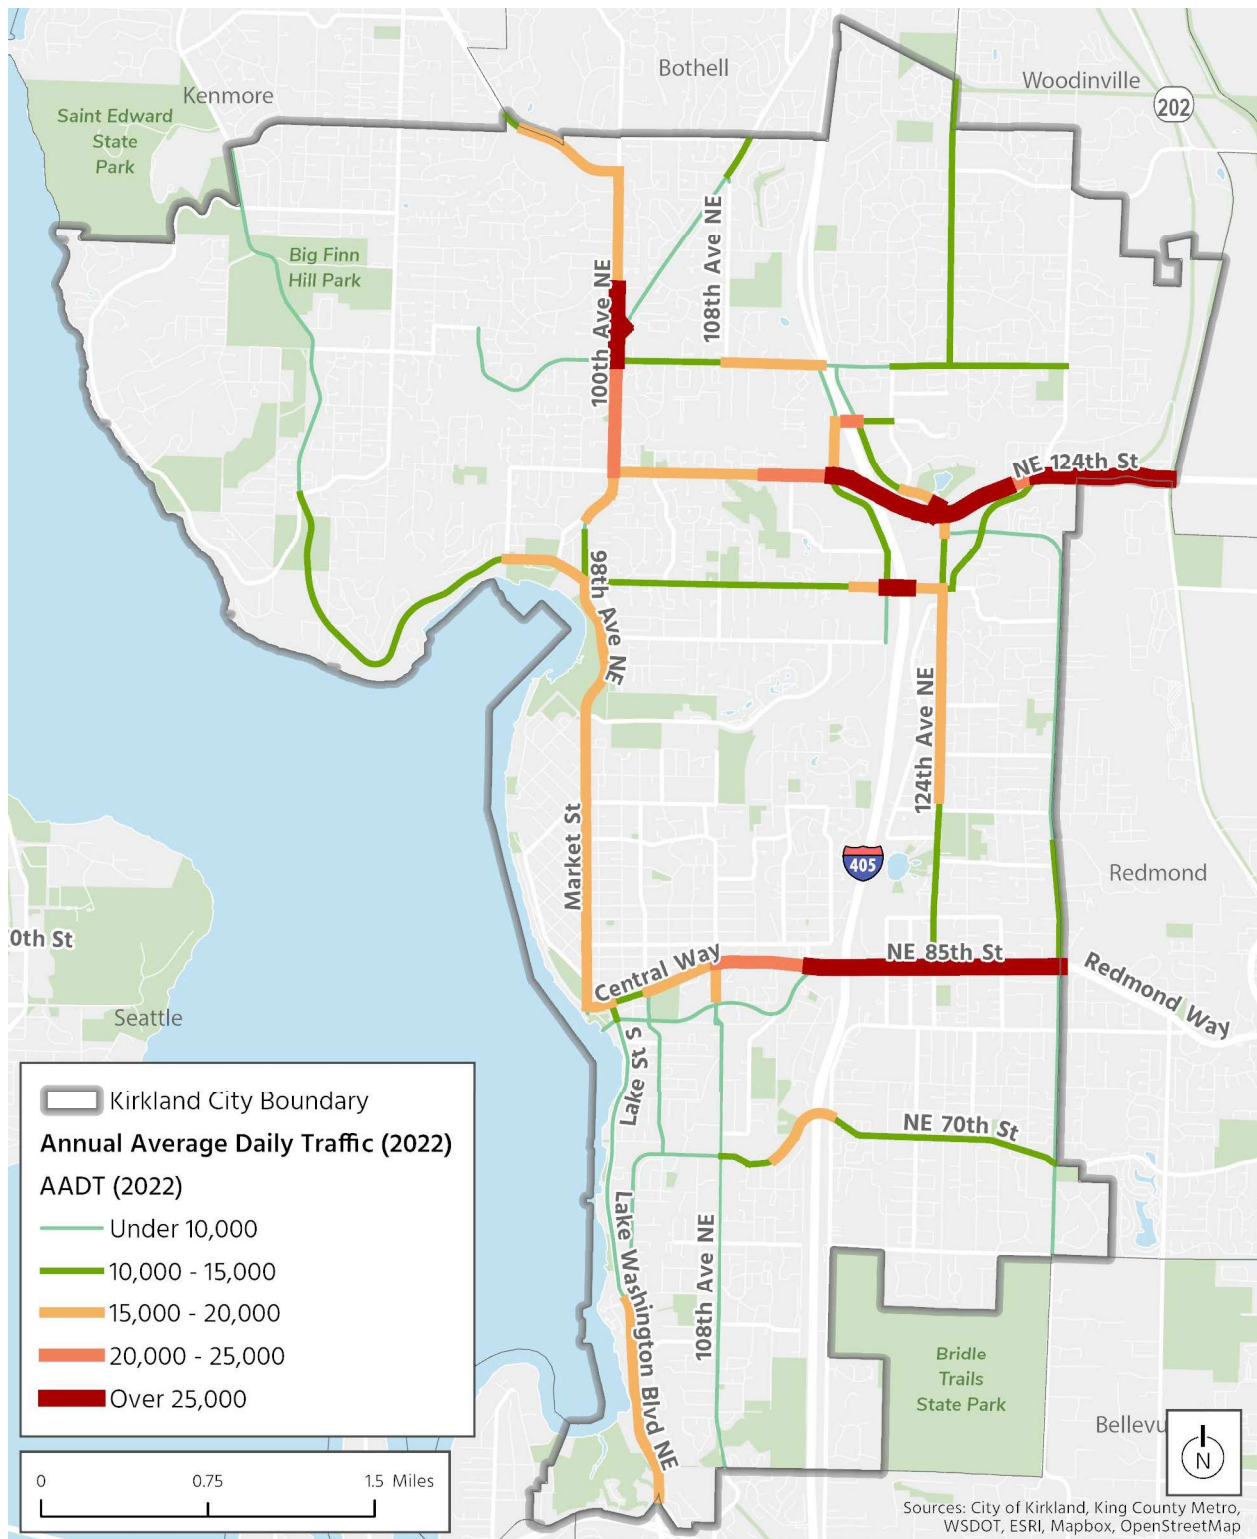 Bothell
Woodinville
Kenmore
202
Saint Edward
State
Park
Big Finn
Hill Park
108th Ave NE
100th Ave NE
NE 124th St
98th Ave NE
124th Ave NE
Market St
405
Redmond
0th St
NE 85th St
Central Way
Redmond Way
Seattle
Lake St S
NE 70th St
Lake Washington Blvd NE
108th Ave NE
Bridle
Trails
State Park
Bellevu
Kirkland City Boundary
Annual Average Daily Traffic (2022)
AADT (2022)
Under 10,000
10,000 - 15,000
15,000 - 20,000
20,000 - 25,000
Over 25,000
0 0.75 1.5 Miles
N
Sources: City of Kirkland, King County Metro,
WSDOT, ESRI, Mapbox, OpenStreetMap